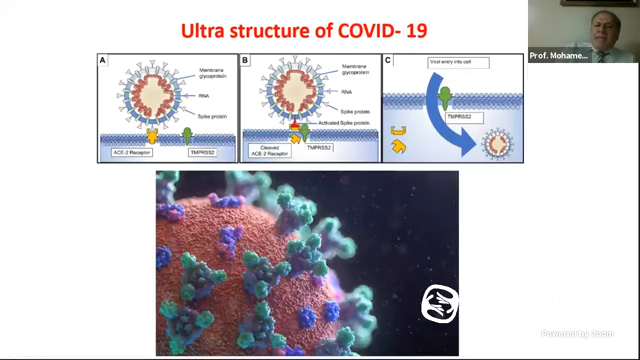 Ultra structure of COVID- 19
A
Membrane
glycoprotein
RNA
Spike protein
ACE-2 Receptor
TMPRSS2
B
Membrane
glycoprotein
RNA
Spike protein
Activated Spike protein
Cleaved
ACE-2 Receptor
TMPRSS2
C
Viral entry into cell
TMPRSS2
Prof. Mohame...
Powered by Zoom